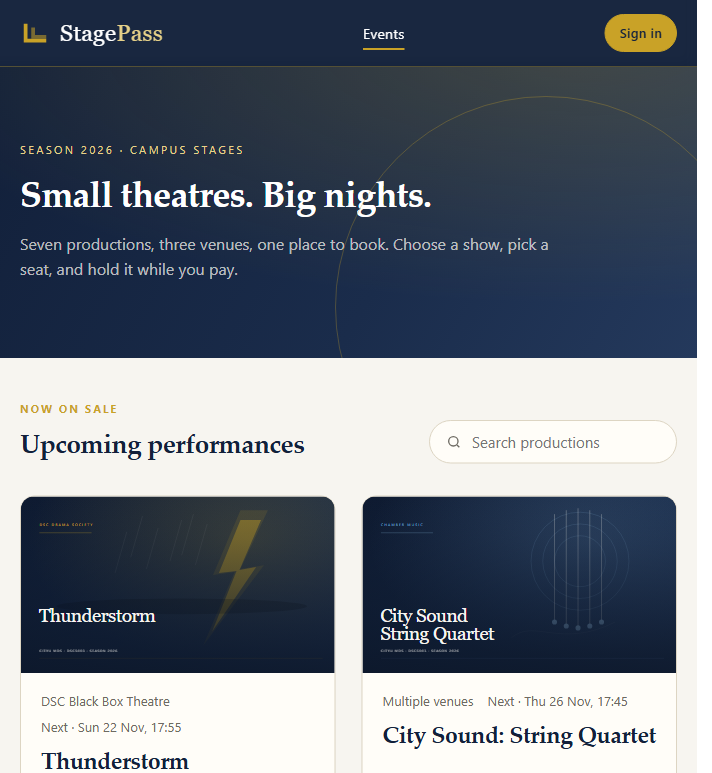 StagePass
Events
Sign in
SEASON 2026 · CAMPUS STAGES
Small theatres. Big nights.
Seven productions, three venues, one place to book. Choose a show, pick a
seat, and hold it while you pay.
NOW ON SALE
Upcoming performances
Search productions
DSC DRAMA SOCIETY
Thunderstorm
CHAMBER MUSIC
City Sound
String Quartet
DSC Black Box Theatre
Next · Sun 22 Nov, 17:55
Thunderstorm
Multiple venues Next · Thu 26 Nov, 17:45
City Sound: String Quartet